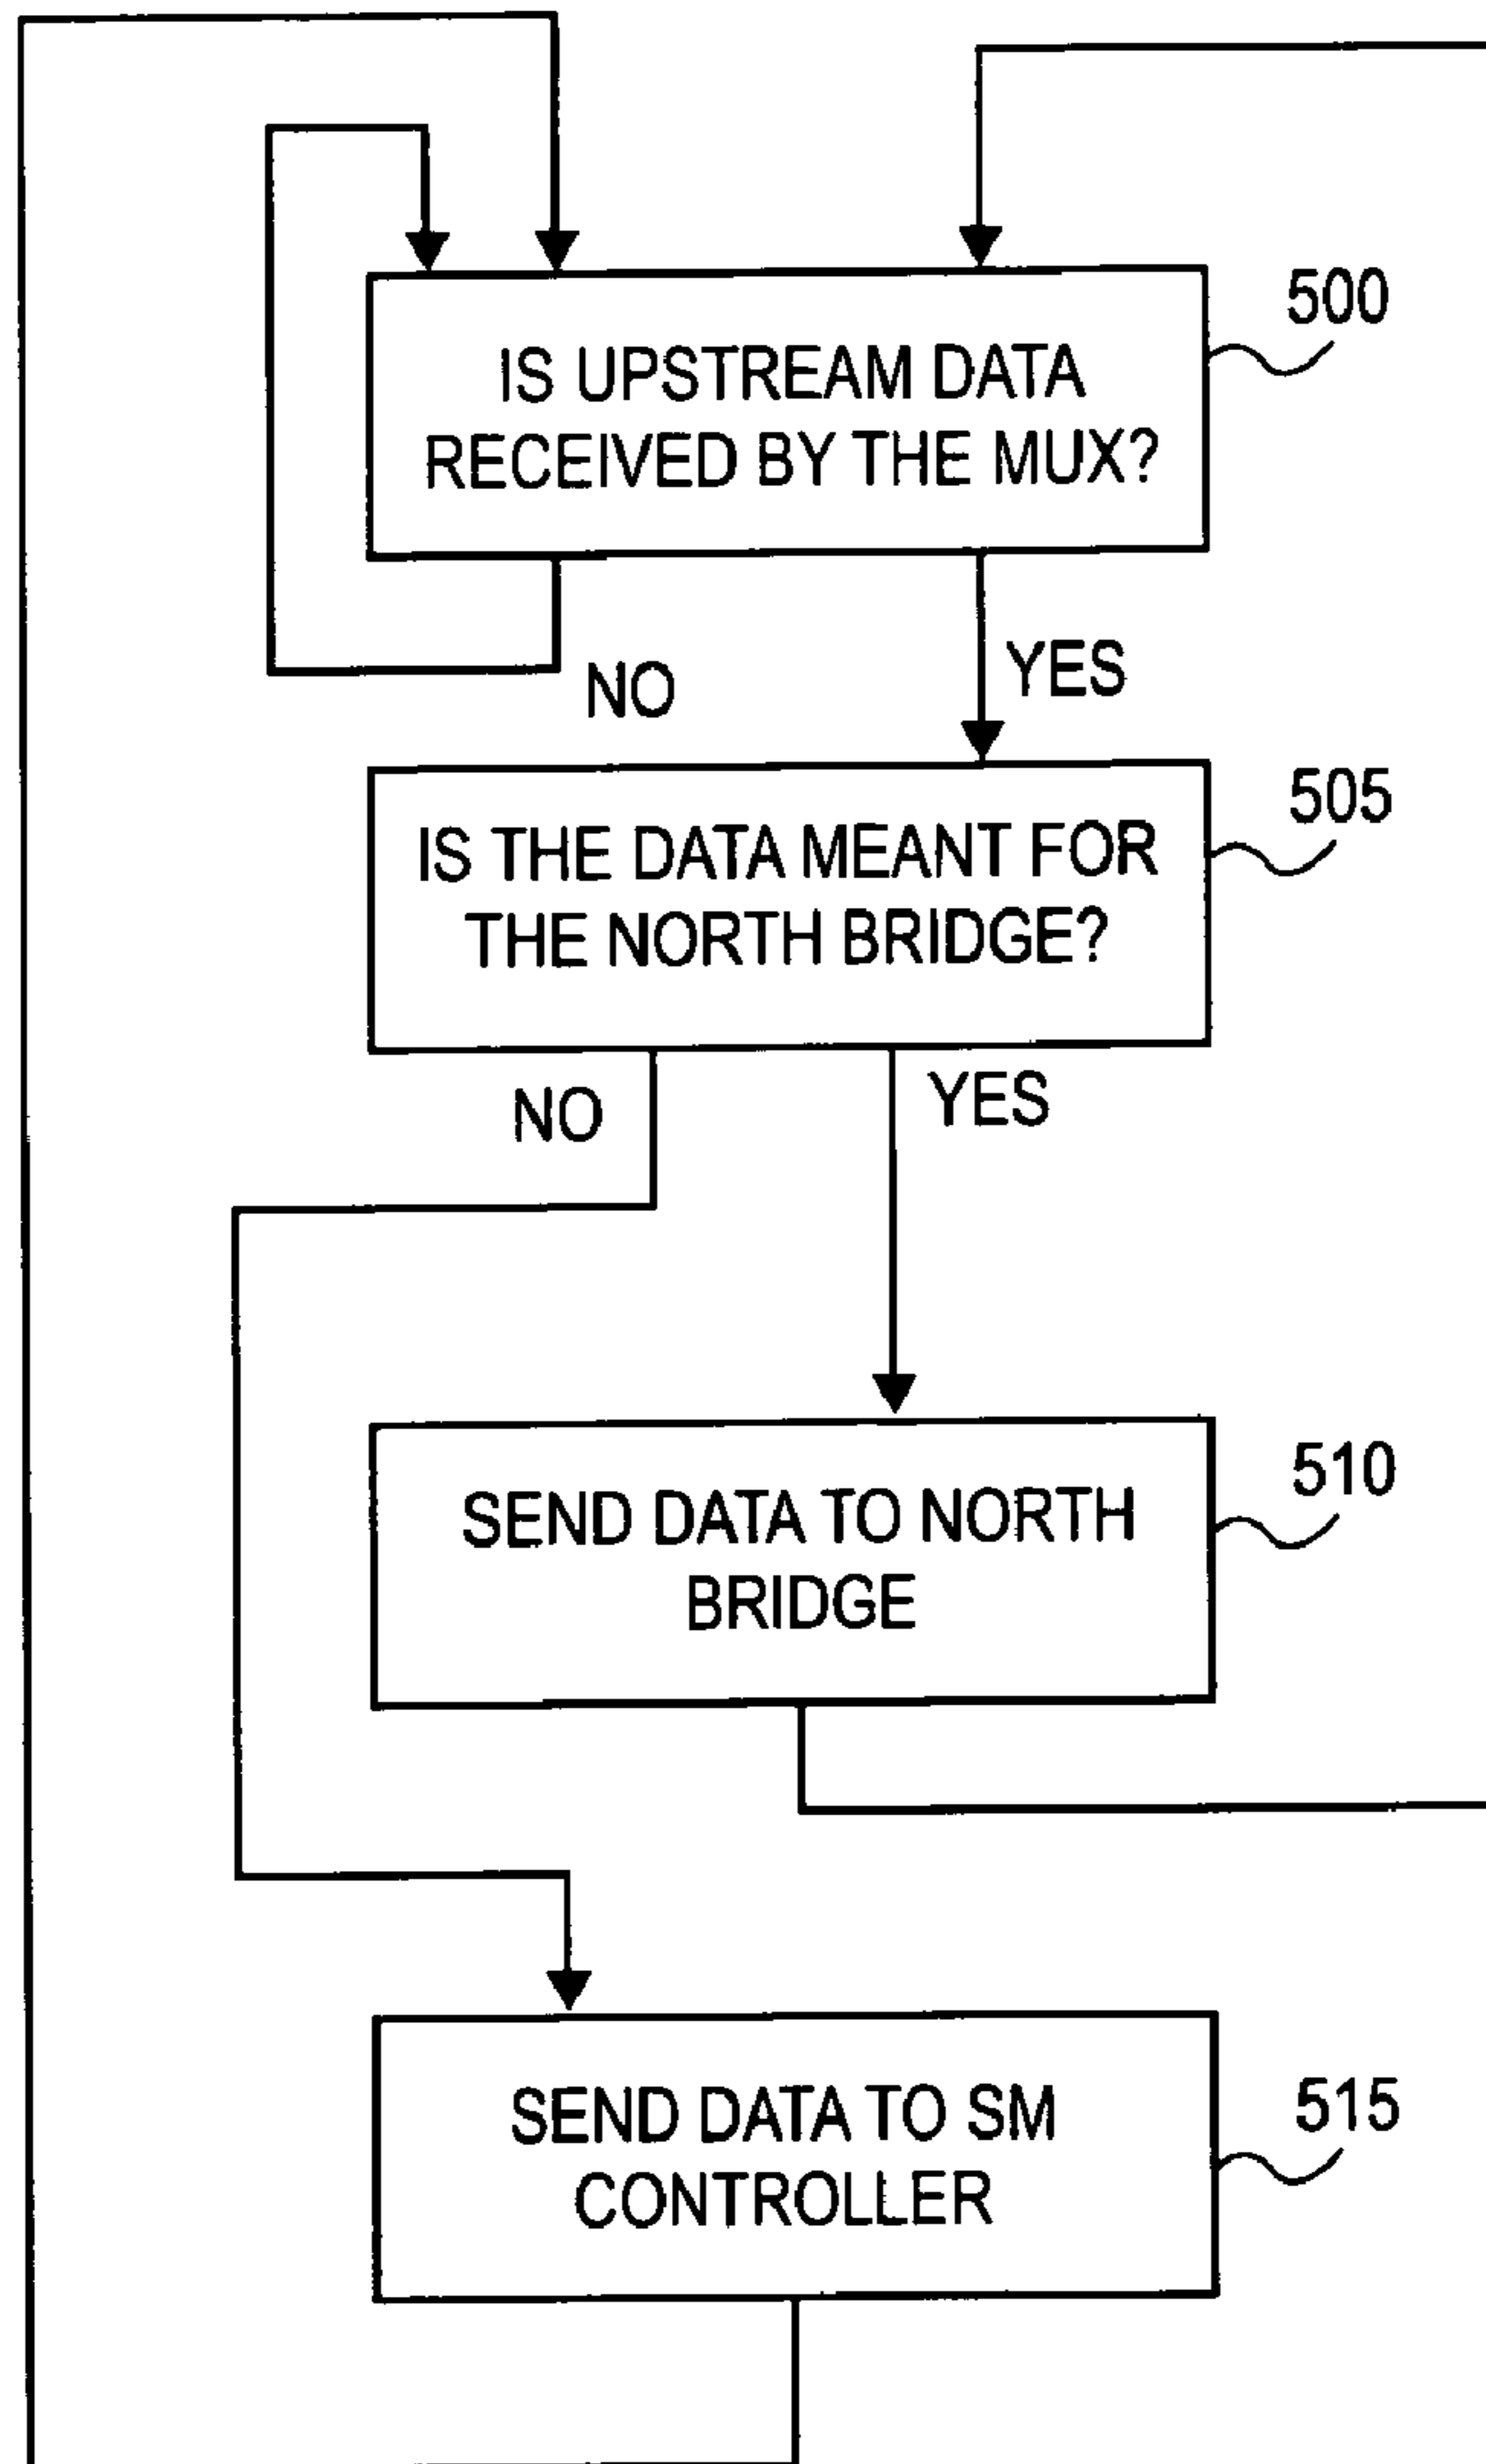 500
IS UPSTREAM DATA
RECEIVED BY THE MUX?
NO
YES
505
IS THE DATA MEANT FOR
THE NORTH BRIDGE?
NO
YES
510
SEND DATA TO NORTH
BRIDGE
515
SEND DATA TO SM
CONTROLLER